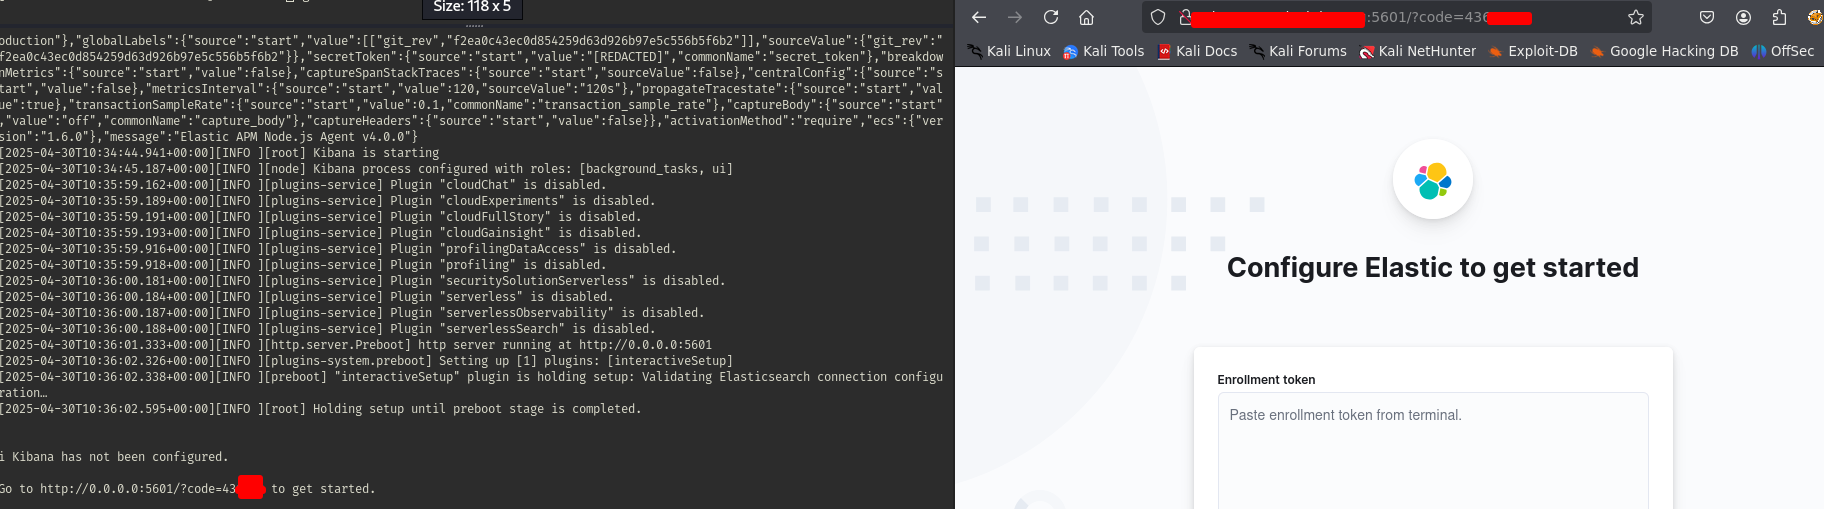 Size: 118 x 5
oduction"},"globalLabels":{"source":"start","value":[["git_rev","f2ea0c43ec0d854259d63d926b97e5c556b5f6b2"]],"sourceValue":{"git_rev":"
f2ea0c43ec0d854259d63d926b97e5c556b5f6b2"}},"secretToken":{"source":"start","value":"[REDACTED]","commonName":"secret_token"},"breakdow
nMetrics":{"source":"start","value":false},"captureSpanStackTraces":{"source":"start","sourceValue":false},"centralConfig":{"source":"s
tart","value":false},"metricsInterval":{"source":"start","value":120,"sourceValue":"120s"},"propagateTracestate":{"source":"start","val
ue":true},"transactionSampleRate":{"source":"start","value":0.1,"commonName":"transaction_sample_rate"},"captureBody":{"source":"start"
,"value":"off","commonName":"capture_body"},"captureHeaders":{"source":"start","value":false}},"activationMethod":"require","ecs":{"ver
sion":"1.6.0"},"message":"Elastic APM Node.js Agent v4.0.0"}
[2025-04-30T10:34:44.941+00:00][INFO ][root] Kibana is starting
[2025-04-30T10:34:45.187+00:00][INFO ][node] Kibana process configured with roles: [background_tasks, ui]
[2025-04-30T10:35:59.162+00:00][INFO ][plugins-service] Plugin "cloudChat" is disabled.
[2025-04-30T10:35:59.189+00:00][INFO ][plugins-service] Plugin "cloudExperiments" is disabled.
[2025-04-30T10:35:59.191+00:00][INFO ][plugins-service] Plugin "cloudFullStory" is disabled.
[2025-04-30T10:35:59.193+00:00][INFO ][plugins-service] Plugin "cloudGainsight" is disabled.
[2025-04-30T10:35:59.916+00:00][INFO ][plugins-service] Plugin "profilingDataAccess" is disabled.
[2025-04-30T10:35:59.918+00:00][INFO ][plugins-service] Plugin "profiling" is disabled.
[2025-04-30T10:36:00.181+00:00][INFO ][plugins-service] Plugin "securitySolutionServerless" is disabled.
[2025-04-30T10:36:00.184+00:00][INFO ][plugins-service] Plugin "serverless" is disabled.
[2025-04-30T10:36:00.187+00:00][INFO ][plugins-service] Plugin "serverlessObservability" is disabled.
[2025-04-30T10:36:00.188+00:00][INFO ][plugins-service] Plugin "serverlessSearch" is disabled.
[2025-04-30T10:36:01.333+00:00][INFO ][http.server.Preboot] http server running at http://0.0.0.0:5601
[2025-04-30T10:36:02.326+00:00][INFO ][plugins-system.preboot] Setting up [1] plugins: [interactiveSetup]
[2025-04-30T10:36:02.338+00:00][INFO ][preboot] "interactiveSetup" plugin is holding setup: Validating Elasticsearch connection configu
ration…
[2025-04-30T10:36:02.595+00:00][INFO ][root] Holding setup until preboot stage is completed.
i Kibana has not been configured.
Go to http://0.0.0.0:5601/?code=43 to get started.
:5601/?code=436
Kali Linux Kali Tools Kali Docs Kali Forums Kali NetHunter Exploit-DB Google Hacking DB OffSec
Configure Elastic to get started
Enrollment token
Paste enrollment token from terminal.